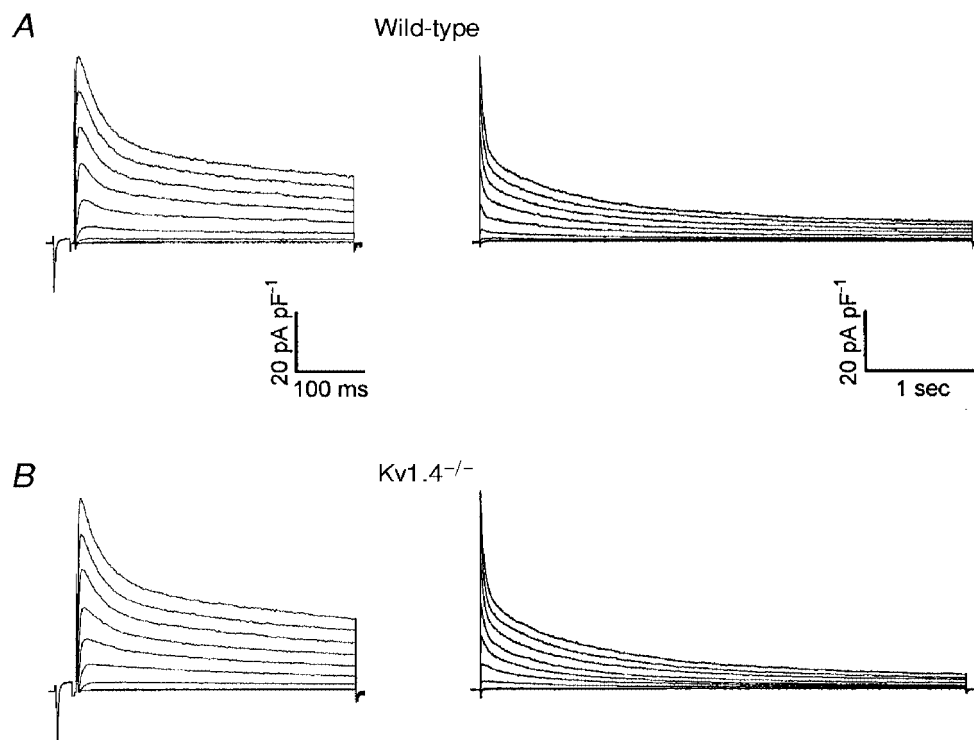 A
Wild-type
20 pA pF⁻¹
100 ms
20 pA pF⁻¹
1 sec
B
Kv1.4⁻/⁻